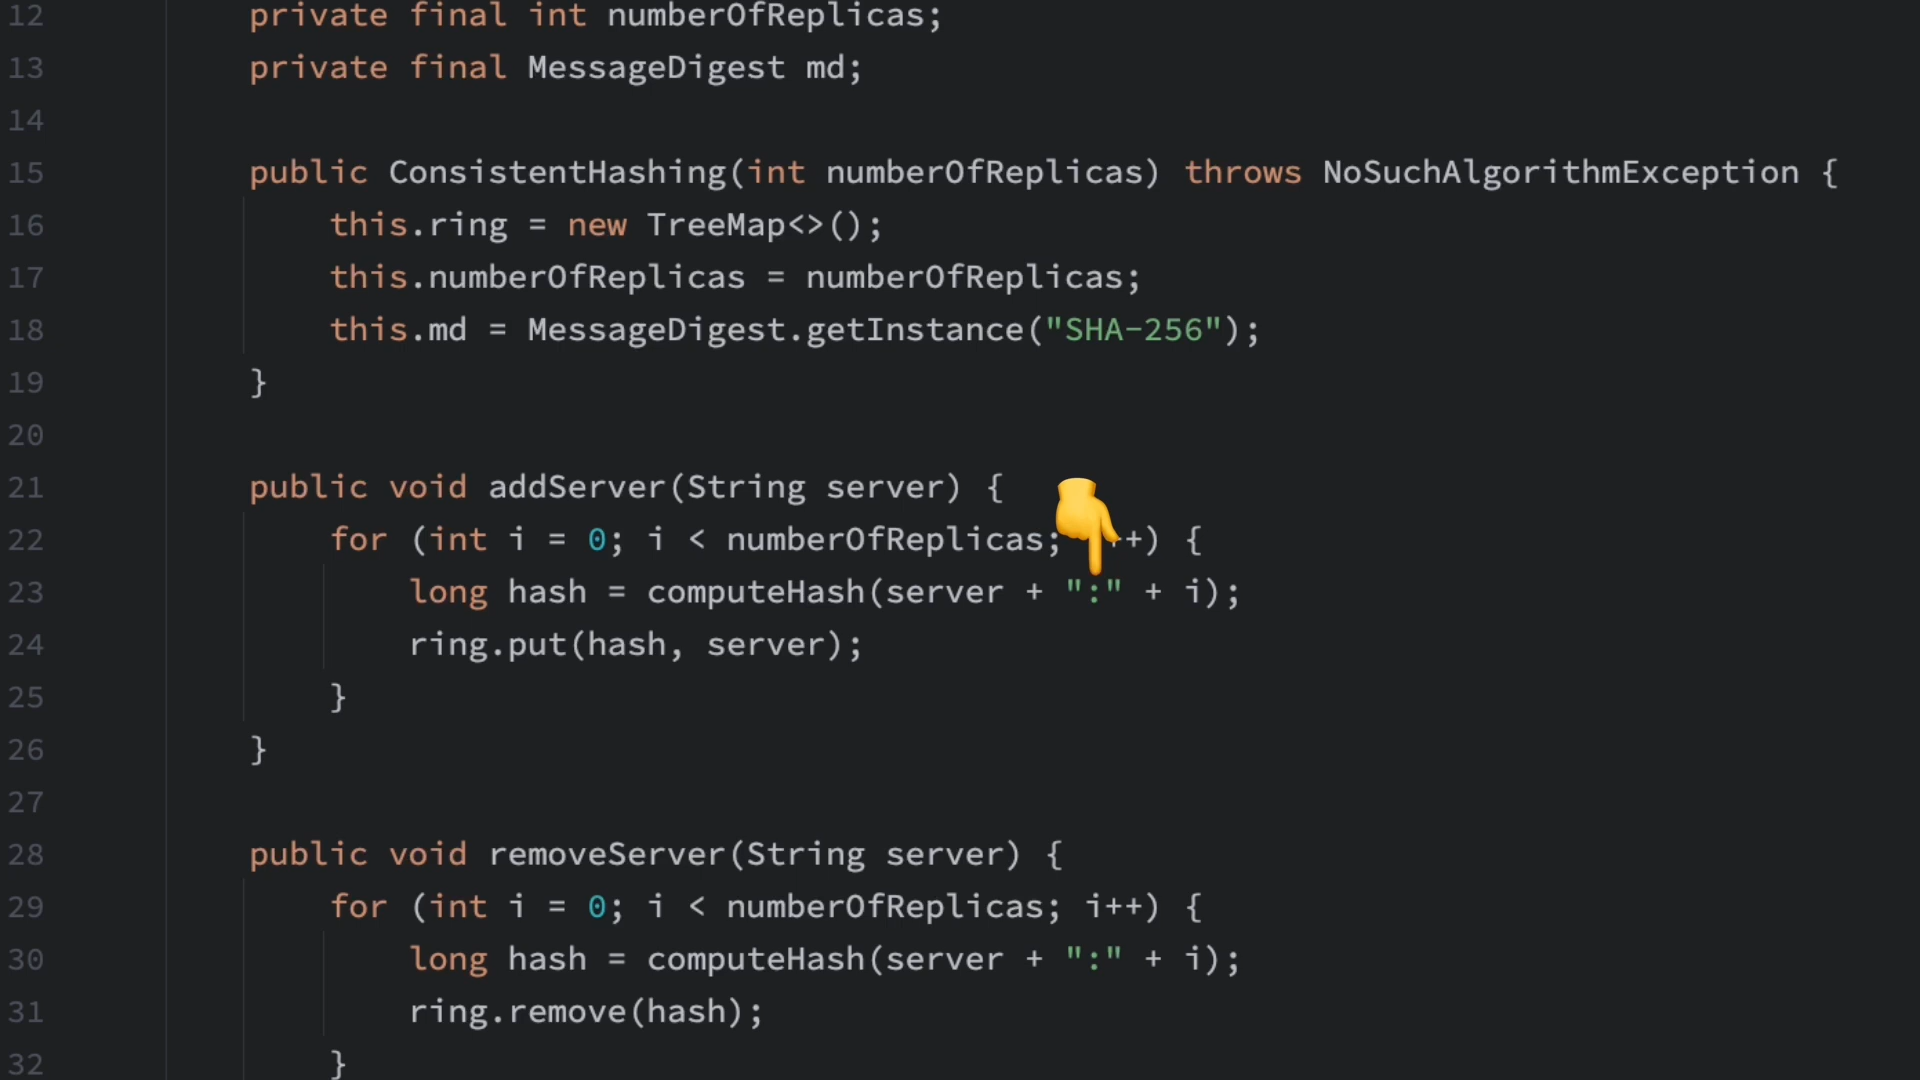 12 private final int numberOfReplicas;
13 private final MessageDigest md;
14
15 public ConsistentHashing(int numberOfReplicas) throws NoSuchAlgorithmException {
16 this.ring = new TreeMap<>();
17 this.numberOfReplicas = numberOfReplicas;
18 this.md = MessageDigest.getInstance("SHA-256");
19 }
20
21 public void addServer(String server) {
22 for (int i = 0; i < numberOfReplicas; ++) {
23 long hash = computeHash(server + ":" + i);
24 ring.put(hash, server);
25 }
26 }
27
28 public void removeServer(String server) {
29 for (int i = 0; i < numberOfReplicas; i++) {
30 long hash = computeHash(server + ":" + i);
31 ring.remove(hash);
32 }